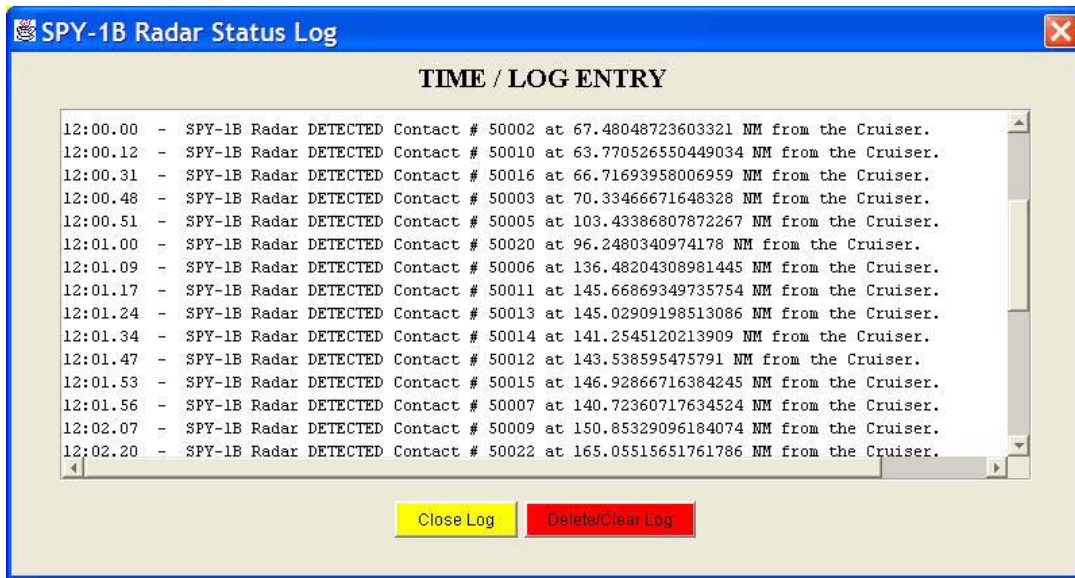 SPY-1B Radar Status Log
TIME / LOG ENTRY
12:00.00 - SPY-1B Radar DETECTED Contact # 50002 at 67.48048723603321 NM from the Cruiser.
12:00.12 - SPY-1B Radar DETECTED Contact # 50010 at 63.770526550449034 NM from the Cruiser.
12:00.31 - SPY-1B Radar DETECTED Contact # 50016 at 66.71693958006959 NM from the Cruiser.
12:00.48 - SPY-1B Radar DETECTED Contact # 50003 at 70.33466671648328 NM from the Cruiser.
12:00.51 - SPY-1B Radar DETECTED Contact # 50005 at 103.43386807872267 NM from the Cruiser.
12:01.00 - SPY-1B Radar DETECTED Contact # 50020 at 96.2480340974178 NM from the Cruiser.
12:01.09 - SPY-1B Radar DETECTED Contact # 50006 at 136.48204308981445 NM from the Cruiser.
12:01.17 - SPY-1B Radar DETECTED Contact # 50011 at 145.66869349735754 NM from the Cruiser.
12:01.24 - SPY-1B Radar DETECTED Contact # 50013 at 145.02909198513086 NM from the Cruiser.
12:01.34 - SPY-1B Radar DETECTED Contact # 50014 at 141.2545120213909 NM from the Cruiser.
12:01.47 - SPY-1B Radar DETECTED Contact # 50012 at 143.538595475791 NM from the Cruiser.
12:01.53 - SPY-1B Radar DETECTED Contact # 50015 at 146.92866716384245 NM from the Cruiser.
12:01.56 - SPY-1B Radar DETECTED Contact # 50007 at 140.72360717634524 NM from the Cruiser.
12:02.07 - SPY-1B Radar DETECTED Contact # 50009 at 150.85329096184074 NM from the Cruiser.
12:02.20 - SPY-1B Radar DETECTED Contact # 50022 at 165.05515651761786 NM from the Cruiser.
Close Log Delete/Clear Log